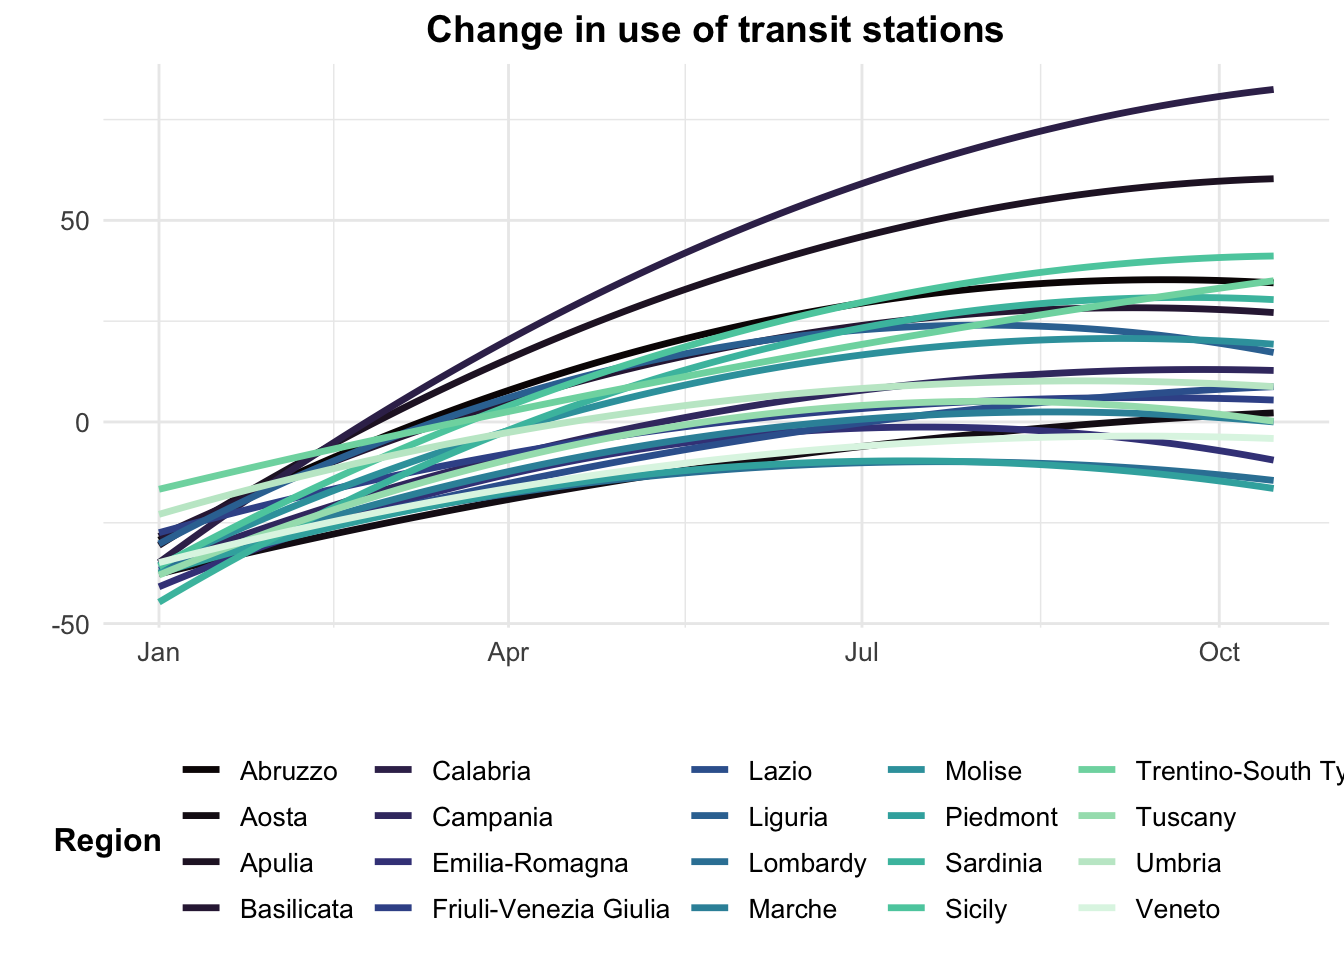 Change in use of transit stations
50
0
-50
Jan Apr Jul Oct
Region
Abruzzo Calabria Lazio Molise Trentino-South Ty
Aosta Campania Liguria Piedmont Tuscany
Apulia Emilia-Romagna Lombardy Sardinia Umbria
Basilicata Friuli-Venezia Giulia Marche Sicily Veneto